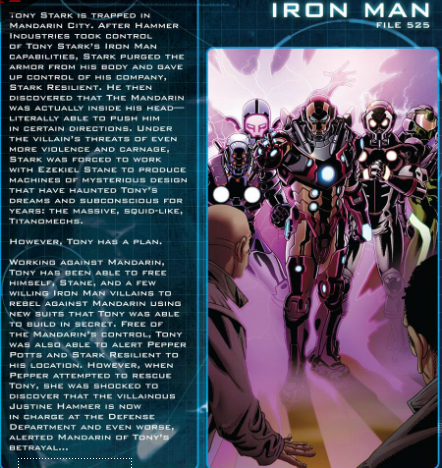 TONY STARK IS TRAPPED IN
MANDARIN CITY. AFTER HAMMER
INDUSTRIES TOOK CONTROL
OF TONY STARK'S IRON MAN
CAPABILITIES, STARK PURGED THE
ARMOR FROM HIS BODY AND GAVE
UP CONTROL OF HIS COMPANY,
STARK RESILIENT. HE THEN
DISCOVERED THAT THE MANDARIN
WAS ACTUALLY INSIDE HIS HEAD—
LITERALLY ABLE TO PUSH HIM
IN CERTAIN DIRECTIONS. UNDER
THE VILLAIN'S THREATS OF EVEN
MORE VIOLENCE AND CARNAGE,
STARK WAS FORCED TO WORK
WITH EZEKIEL STANE TO PRODUCE
MACHINES OF MYSTERIOUS DESIGN
THAT HAVE HAUNTED TONY'S
DREAMS AND SUBCONSCIOUS FOR
YEARS: THE MASSIVE, SQUID-LIKE,
TITANOMECHS.
HOWEVER, TONY HAS A PLAN.
WORKING AGAINST MANDARIN,
TONY HAS BEEN ABLE TO FREE
HIMSELF, STANE, AND A FEW
WILLING IRON MAN VILLAINS TO
REBEL AGAINST MANDARIN USING
NEW SUITS THAT TONY WAS ABLE
TO BUILD IN SECRET. FREE OF
THE MANDARIN'S CONTROL, TONY
WAS ALSO ABLE TO ALERT PEPPER
POTTS AND STARK RESILIENT TO
HIS LOCATION. HOWEVER, WHEN
PEPPER ATTEMPTED TO RESCUE
TONY, SHE WAS SHOCKED TO
DISCOVER THAT THE VILLAINOUS
JUSTINE HAMMER IS NOW
IN CHARGE AT THE DEFENSE
DEPARTMENT AND EVEN WORSE,
ALERTED MANDARIN OF TONY'S
BETRAYAL...
IRON MAN
FILE 525